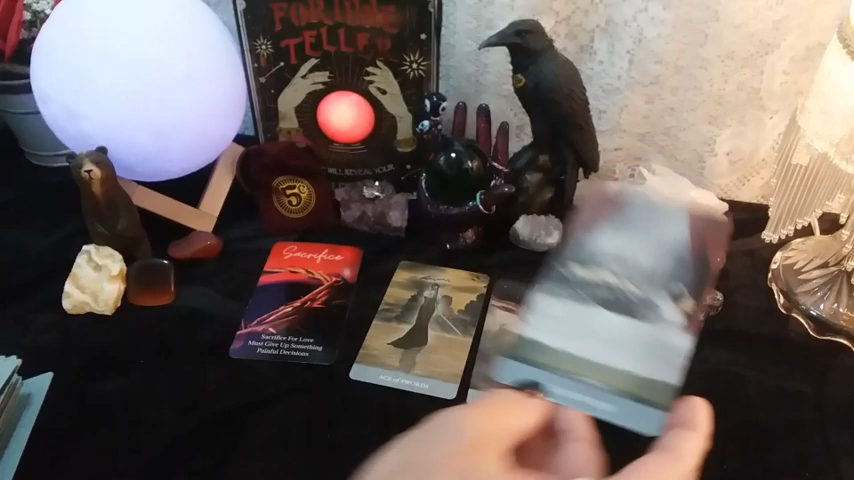 FORTUNE
TELLER
WILL REVEAL YOUR
5
Sacrifice
Sacrifice For Love
Must Give Up Something
Painful Decisions
ACE of SWORDS